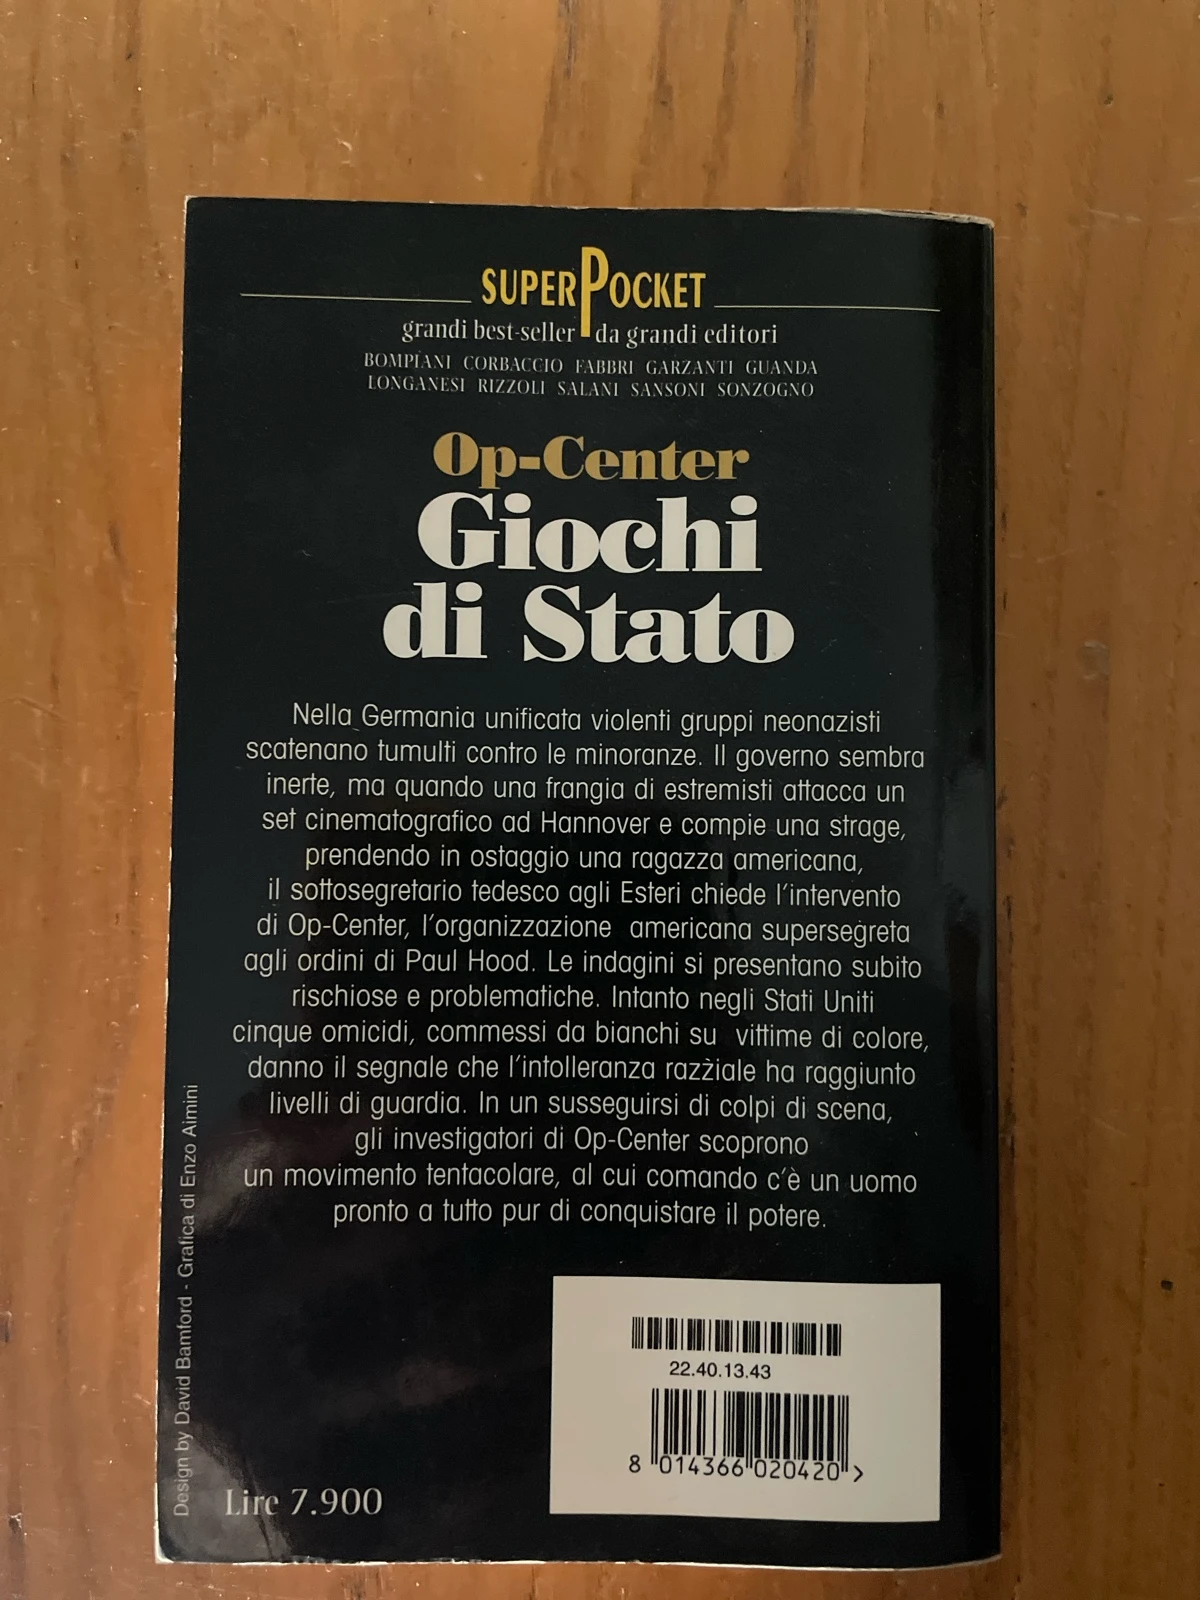 SUPERPOCKET
grandi best-seller da grandi editori
BOMPIANI CORBACCIO FABBRI GARZANTI GUANDA
LONGANESI RIZZOLI SALANI SANSONI SONZOGNO
Op-Center
Giochi
di Stato
Nella Germania unificata violenti gruppi neonazisti
scatenano tumulti contro le minoranze. Il governo sembra
inerte, ma quando una frangia di estremisti attacca un
set cinematografico ad Hannover e compie una strage,
prendendo in ostaggio una ragazza americana,
il sottosegretario tedesco agli Esteri chiede l'intervento
di Op-Center, l'organizzazione americana supersegreta
agli ordini di Paul Hood. Le indagini si presentano subito
rischiose e problematiche. Intanto negli Stati Uniti
cinque omicidi, commessi da bianchi su vittime di colore,
danno il segnale che l'intolleranza razziale ha raggiunto
livelli di guardia. In un susseguirsi di colpi di scena,
gli investigatori di Op-Center scoprono
un movimento tentacolare, al cui comando c'è un uomo
pronto a tutto pur di conquistare il potere.
Design by David Bamford - Grafica di Enzo Aimini
22.40.13.43
8 014366 020420 >
Lire 7.900